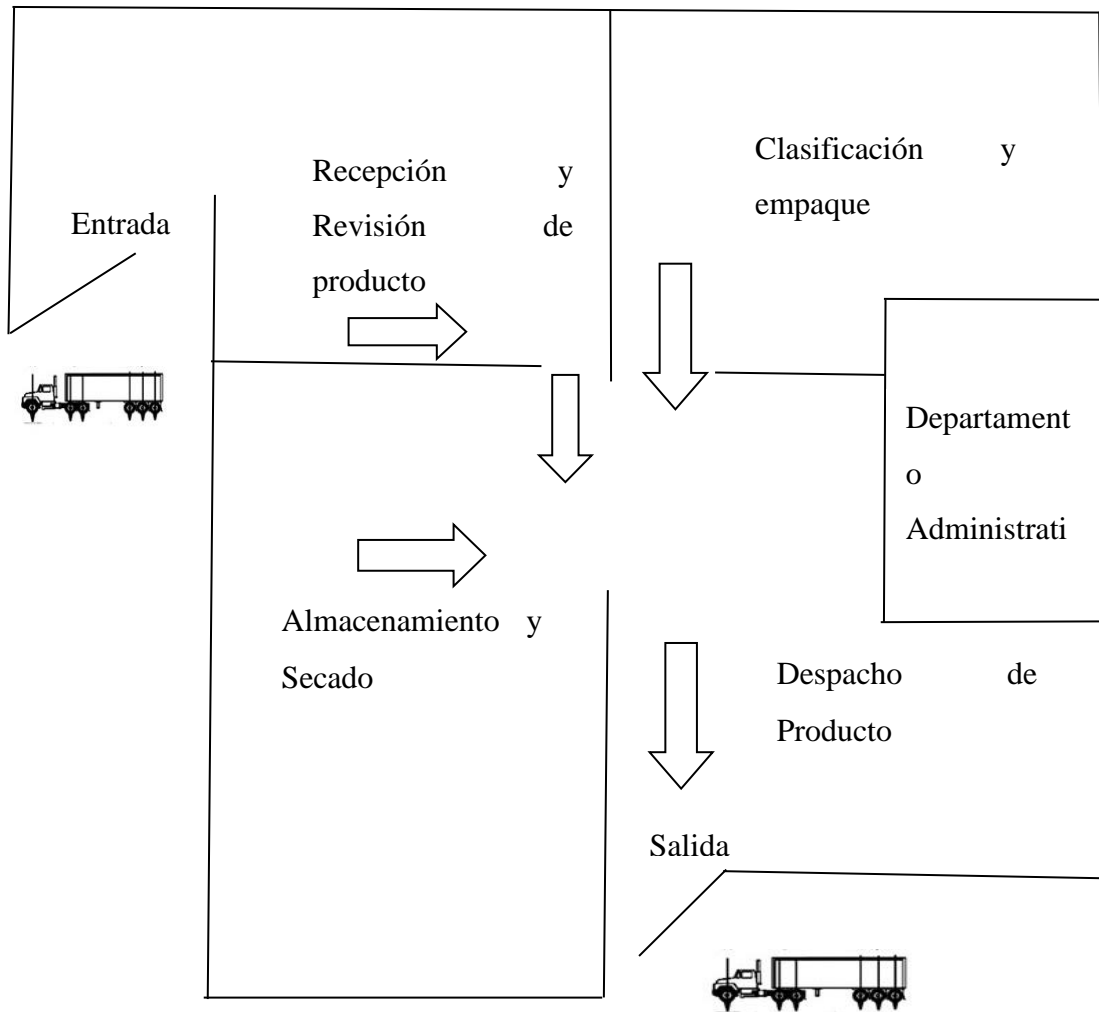 Entrada
Recepción y
Revisión de
producto
Clasificación y
empaque
Departament
o
Administrati
Almacenamiento y
Secado
Despacho de
Producto
Salida